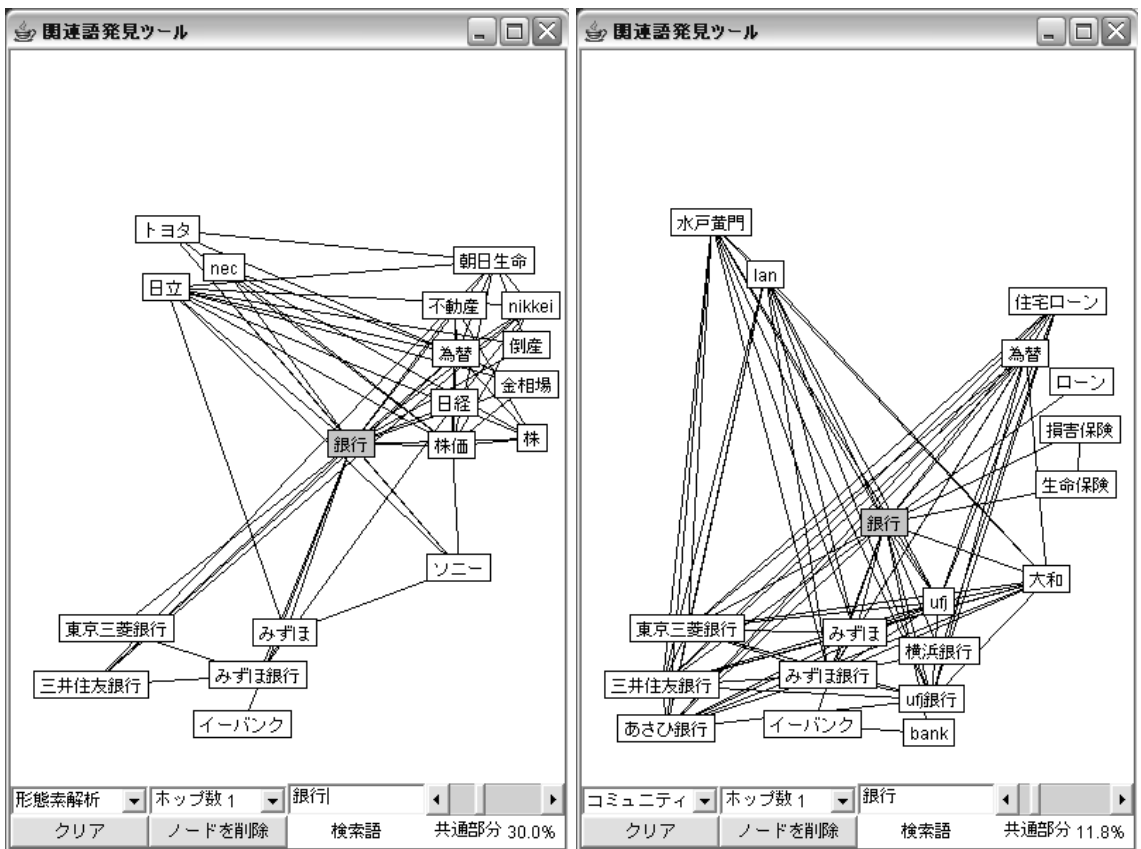 関連語発見ツール
トヨタ
nec
朝日生命
日立
不動産
nikkei
為替
倒産
金相場
日経
銀行
株価
株
ソニー
東京三菱銀行
みずほ
三井住友銀行
みずほ銀行
イーバンク
形態素解析
ホップ数 1
銀行
クリア
ノードを削除
検索語
共通部分 30.0%
関連語発見ツール
水戸黄門
lan
住宅ローン
為替
ローン
損害保険
生命保険
銀行
大和
ufj
東京三菱銀行
みずほ
横浜銀行
三井住友銀行
みずほ銀行
ufj銀行
あさひ銀行
イーバンク
bank
コミュニティ
ホップ数 1
銀行
クリア
ノードを削除
検索語
共通部分 11.8%